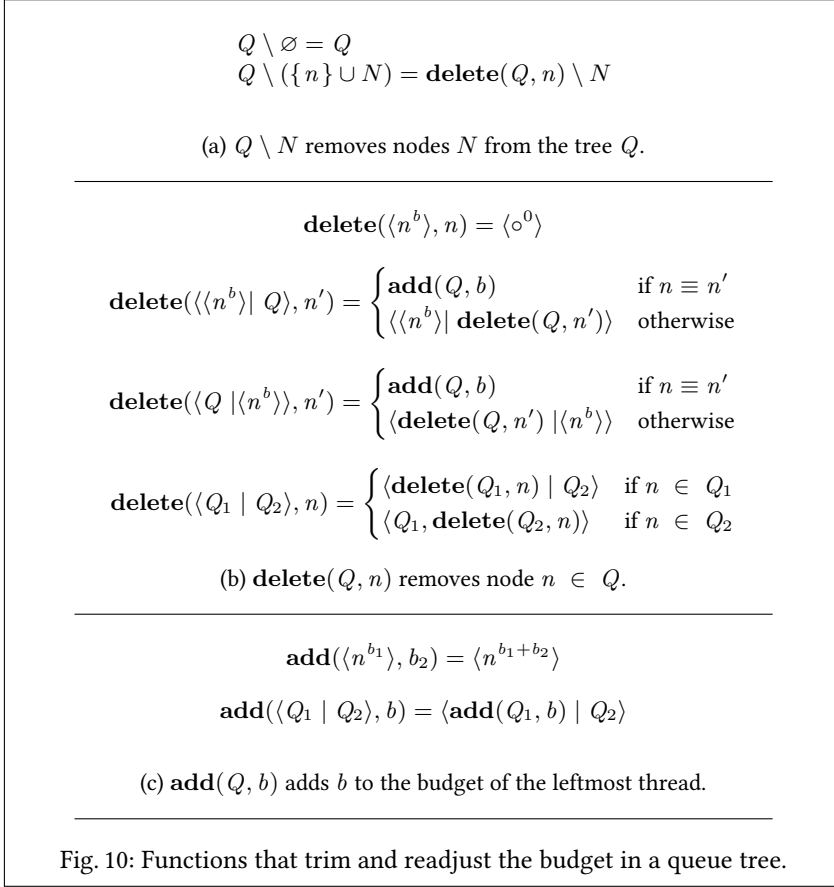 Q \ ∅ = Q
Q \ ({ n } ∪ N) = delete(Q, n) \ N
(a) Q \ N removes nodes N from the tree Q.
delete(⟨n^b⟩, n) = ⟨∘^0⟩
delete(⟨⟨n^b⟩| Q⟩, n′) = { add(Q, b) if n ≡ n′
⟨⟨n^b⟩| delete(Q, n′)⟩ otherwise
delete(⟨Q |⟨n^b⟩⟩, n′) = { add(Q, b) if n ≡ n′
⟨delete(Q, n′) |⟨n^b⟩⟩ otherwise
delete(⟨Q₁ | Q₂⟩, n) = { ⟨delete(Q₁, n) | Q₂⟩ if n ∈ Q₁
⟨Q₁, delete(Q₂, n)⟩ if n ∈ Q₂
(b) delete(Q, n) removes node n ∈ Q.
add(⟨n^{b₁}⟩, b₂) = ⟨n^{b₁+b₂}⟩
add(⟨Q₁ | Q₂⟩, b) = ⟨add(Q₁, b) | Q₂⟩
(c) add(Q, b) adds b to the budget of the leftmost thread.
Fig. 10: Functions that trim and readjust the budget in a queue tree.